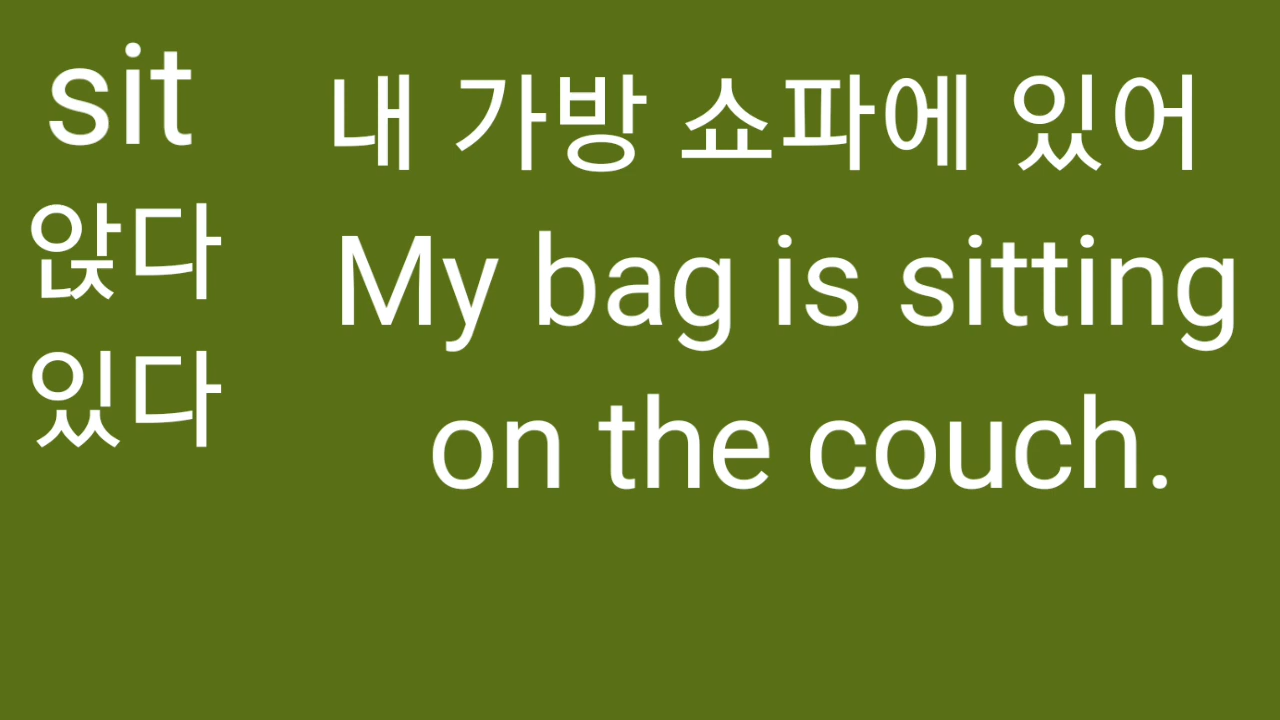 sit
앉다
있다
내 가방 쇼파에 있어
My bag is sitting
on the couch.